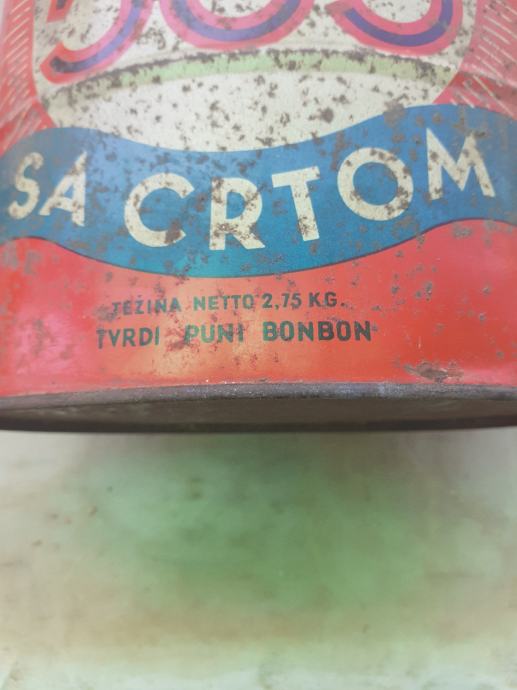 SA CRTOM
TEŽINA NETTO 2,75 KG.
TVRDI PUNI BONBON